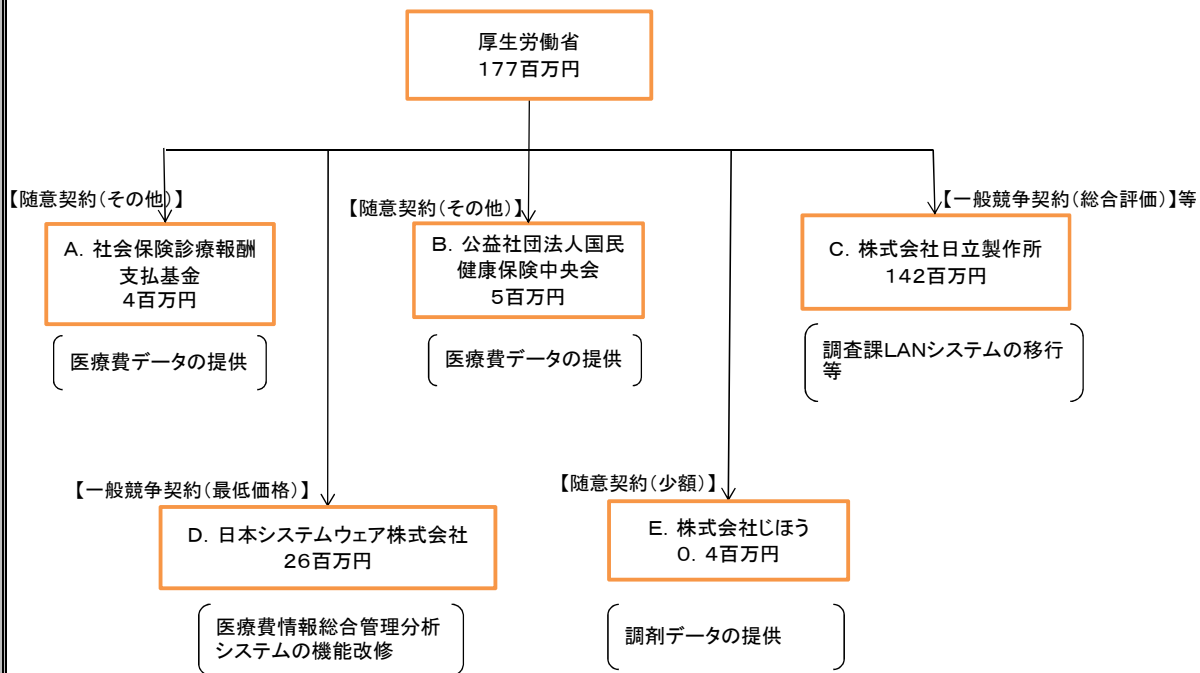 厚生労働省
177百万円
【随意契約(その他)】
A. 社会保険診療報酬
支払基金
4百万円
医療費データの提供
【随意契約(その他)】
B. 公益社団法人国民
健康保険中央会
5百万円
医療費データの提供
【一般競争契約(総合評価)】等
C. 株式会社日立製作所
142百万円
調査課LANシステムの移行
等
【一般競争契約(最低価格)】
D. 日本システムウェア株式会社
26百万円
医療費情報総合管理分析
システムの機能改修
【随意契約(少額)】
E. 株式会社じほう
0.4百万円
調剤データの提供